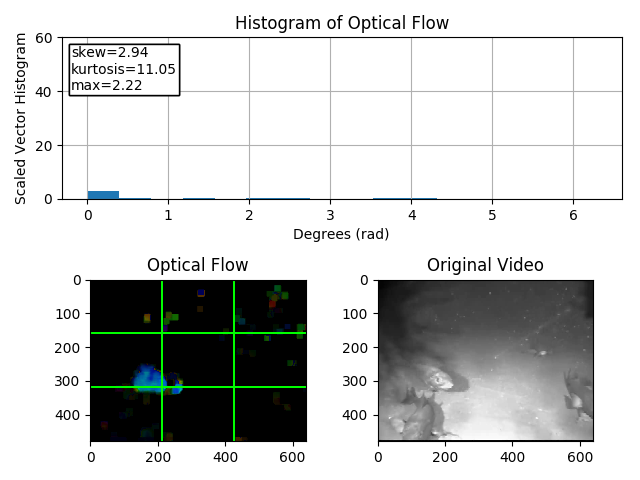 Histogram of Optical Flow
skew=2.94
kurtosis=11.05
max=2.22
Scaled Vector Histogram
60
40
20
0
0 1 2 3 4 5 6
Degrees (rad)
Optical Flow
0
100
200
300
400
0 200 400 600
Original Video
0
100
200
300
400
0 200 400 600